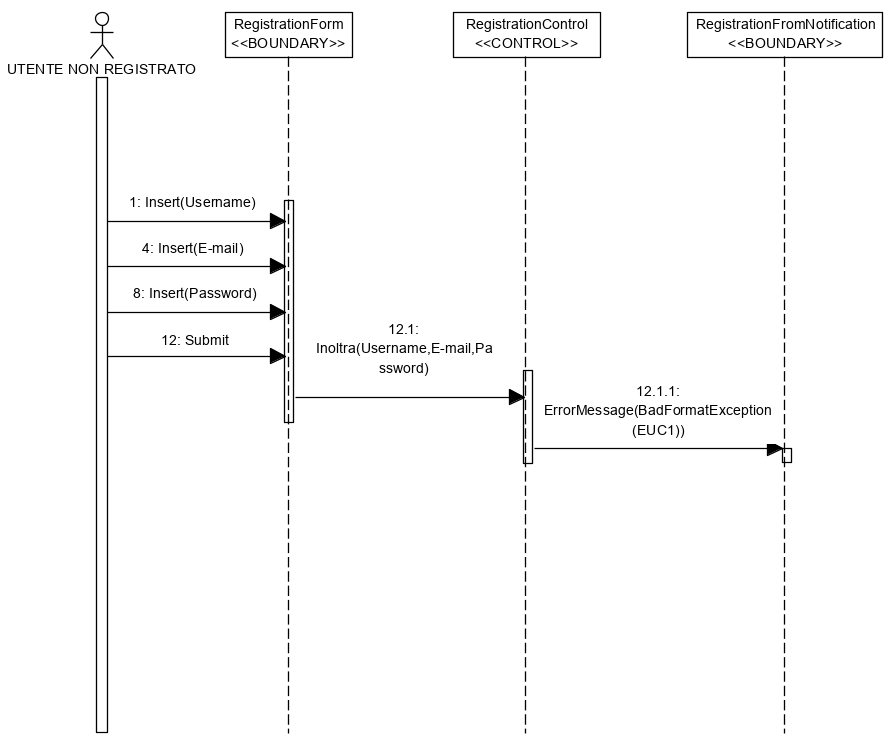 RegistrationForm
<<BOUNDARY>>
RegistrationControl
<<CONTROL>>
RegistrationFromNotification
<<BOUNDARY>>
UTENTE NON REGISTRATO
1: Insert(Username)
4: Insert(E-mail)
8: Insert(Password)
12: Submit
12.1:
Inoltra(Username,E-mail,Pa
ssword)
12.1.1:
ErrorMessage(BadFormatException
(EUC1))